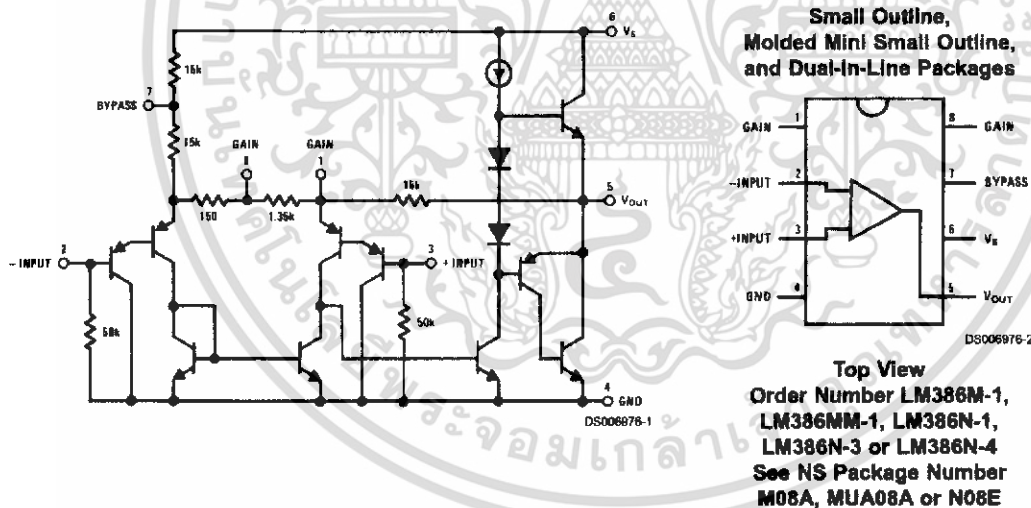 6
Vs
15k
7
BYPASS
15k
GAIN
8
GAIN
1
150
1.35k
15k
5
VOUT
2
– INPUT
3
+ INPUT
50k
50k
4
GND
DS006976-1
Small Outline,
Molded Mini Small Outline,
and Dual-In-Line Packages
1
GAIN
8
GAIN
2
–INPUT
7
BYPASS
3
+INPUT
6
Vs
4
GND
5
VOUT
DS006976-2
Top View
Order Number LM386M-1,
LM386MM-1, LM386N-1,
LM386N-3 or LM386N-4
See NS Package Number
M08A, MUA08A or N08E